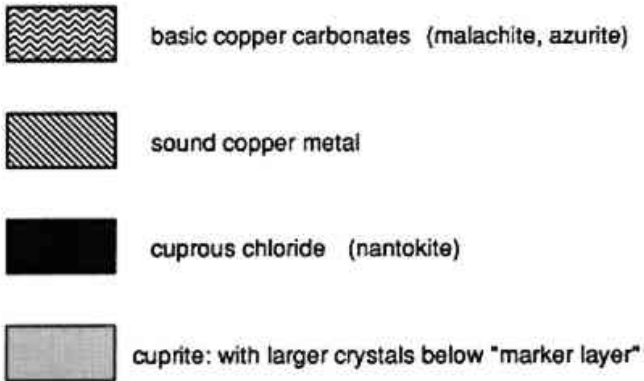 basic copper carbonates (malachite, azurite)
sound copper metal
cuprous chloride (nantokite)
cuprite: with larger crystals below "marker layer"